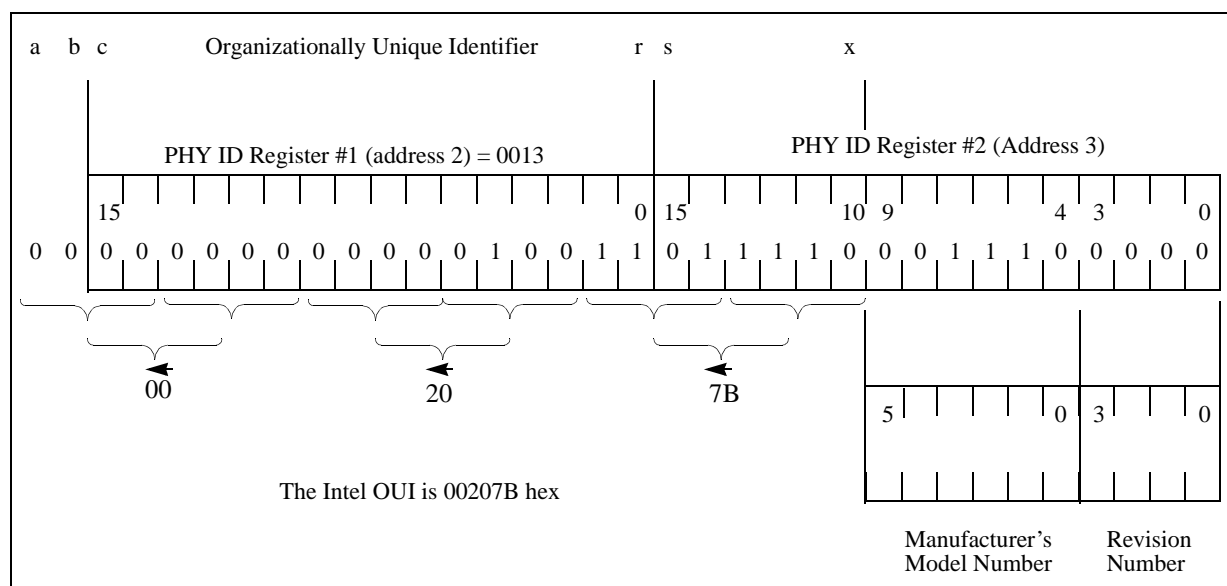 a b c Organizationally Unique Identifier r s x
PHY ID Register #1 (address 2) = 0013
PHY ID Register #2 (Address 3)
15 0 15 10 9 4 3 0
0 0 0 0 0 0 0 0 0 0 0 0 0 1 0 0 1 1 0 1 1 1 1 0 0 0 1 1 1 0 0 0 0 0
00 20 7B
5 0 3 0
The Intel OUI is 00207B hex
Manufacturer's Revision
Model Number Number